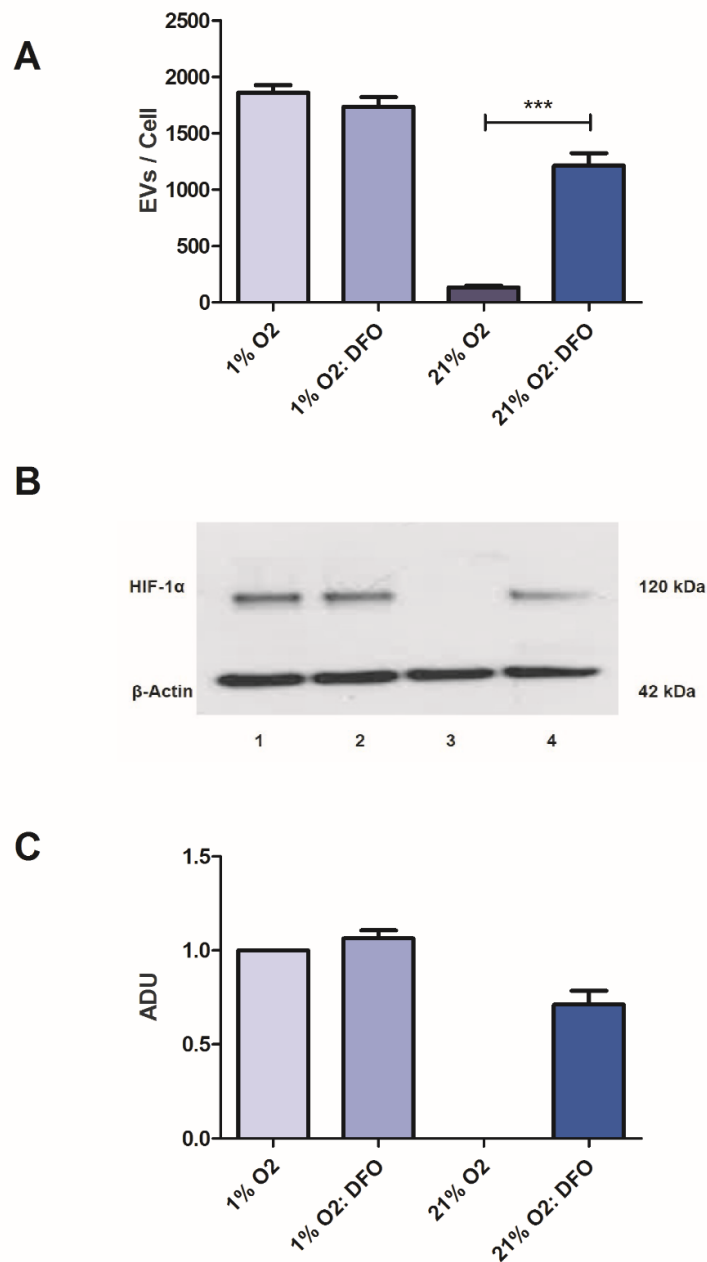 A
EVs / Cell
2500
2000
1500
1000
500
0
***
1% O2
1% O2: DFO
21% O2
21% O2: DFO
B
HIF-1α
120 kDa
β-Actin
42 kDa
1 2 3 4
C
ADU
1.5
1.0
0.5
0.0
1% O2
1% O2: DFO
21% O2
21% O2: DFO